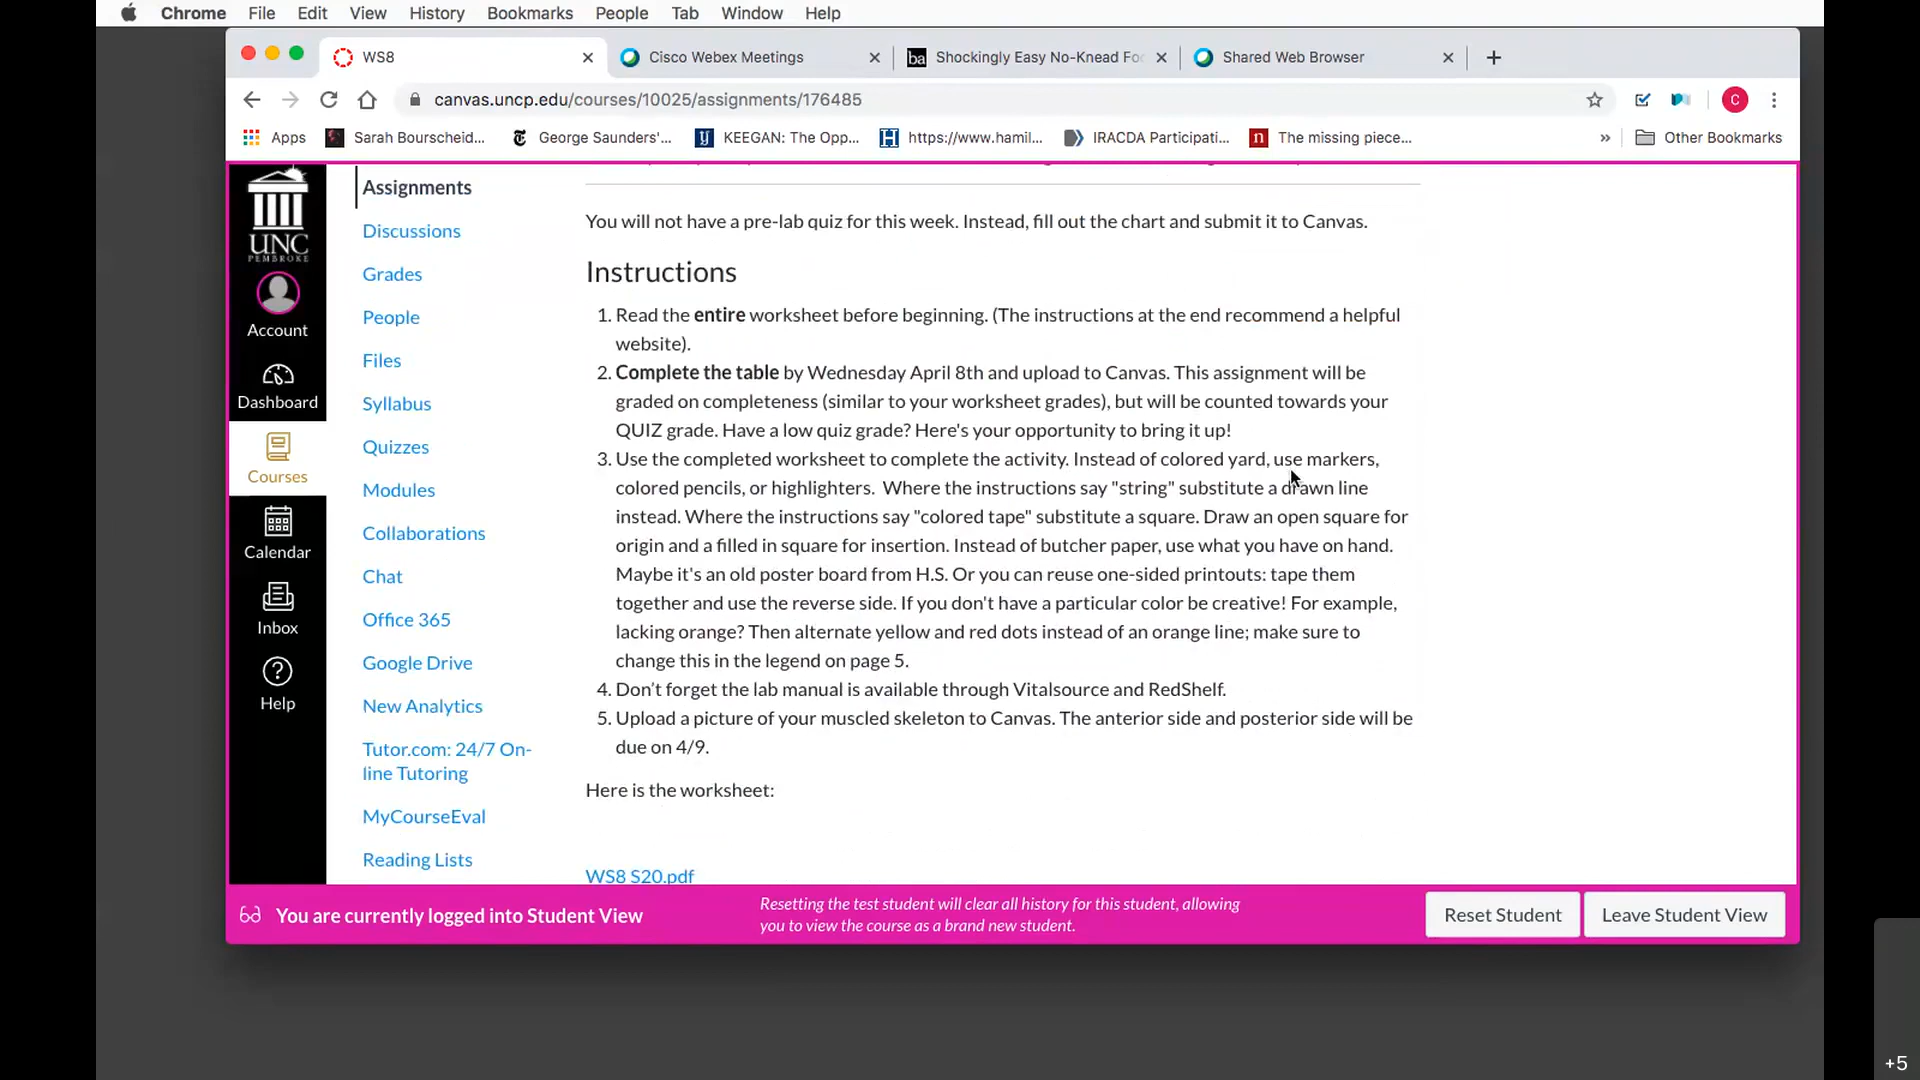 Chrome File Edit View History Bookmarks People Tab Window Help
WS8
Cisco Webex Meetings
ba Shockingly Easy No-Knead Foc
Shared Web Browser
canvas.uncp.edu/courses/10025/assignments/176485
C
Apps
Sarah Bourscheid...
George Saunders'...
KEEGAN: The Opp...
H https://www.hamil...
IRACDA Participati...
n The missing piece...
» Other Bookmarks
UNC
PEMBROKE
Account
Dashboard
Courses
Calendar
Inbox
Help
Assignments
Discussions
Grades
People
Files
Syllabus
Quizzes
Modules
Collaborations
Chat
Office 365
Google Drive
New Analytics
Tutor.com: 24/7 On-
line Tutoring
MyCourseEval
Reading Lists
You will not have a pre-lab quiz for this week. Instead, fill out the chart and submit it to Canvas.
Instructions
1. Read the entire worksheet before beginning. (The instructions at the end recommend a helpful
website).
2. Complete the table by Wednesday April 8th and upload to Canvas. This assignment will be
graded on completeness (similar to your worksheet grades), but will be counted towards your
QUIZ grade. Have a low quiz grade? Here's your opportunity to bring it up!
3. Use the completed worksheet to complete the activity. Instead of colored yard, use markers,
colored pencils, or highlighters. Where the instructions say "string" substitute a drawn line
instead. Where the instructions say "colored tape" substitute a square. Draw an open square for
origin and a filled in square for insertion. Instead of butcher paper, use what you have on hand.
Maybe it's an old poster board from H.S. Or you can reuse one-sided printouts: tape them
together and use the reverse side. If you don't have a particular color be creative! For example,
lacking orange? Then alternate yellow and red dots instead of an orange line; make sure to
change this in the legend on page 5.
4. Don’t forget the lab manual is available through Vitalsource and RedShelf.
5. Upload a picture of your muscled skeleton to Canvas. The anterior side and posterior side will be
due on 4/9.
Here is the worksheet:
WS8 S20.pdf
You are currently logged into Student View
Resetting the test student will clear all history for this student, allowing
you to view the course as a brand new student.
Reset Student
Leave Student View
+5